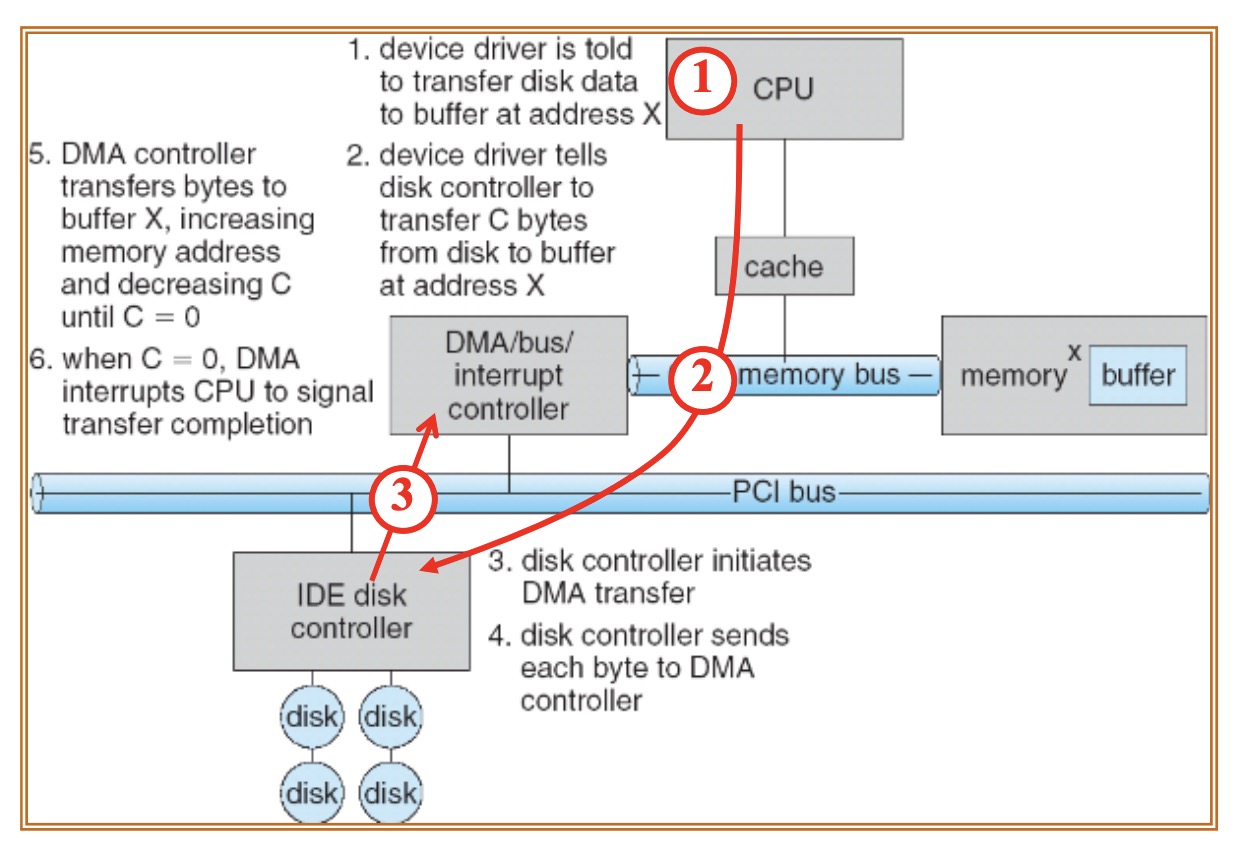 1. device driver is told
to transfer disk data
to buffer at address X
1
CPU
5. DMA controller
transfers bytes to
buffer X, increasing
memory address
and decreasing C
until C = 0
2. device driver tells
disk controller to
transfer C bytes
from disk to buffer
at address X
cache
6. when C = 0, DMA
interrupts CPU to signal
transfer completion
DMA/bus/
interrupt
controller
2
memory bus
memory
x
buffer
3
PCI bus
IDE disk
controller
3. disk controller initiates
DMA transfer
4. disk controller sends
each byte to DMA
controller
disk
disk
disk
disk